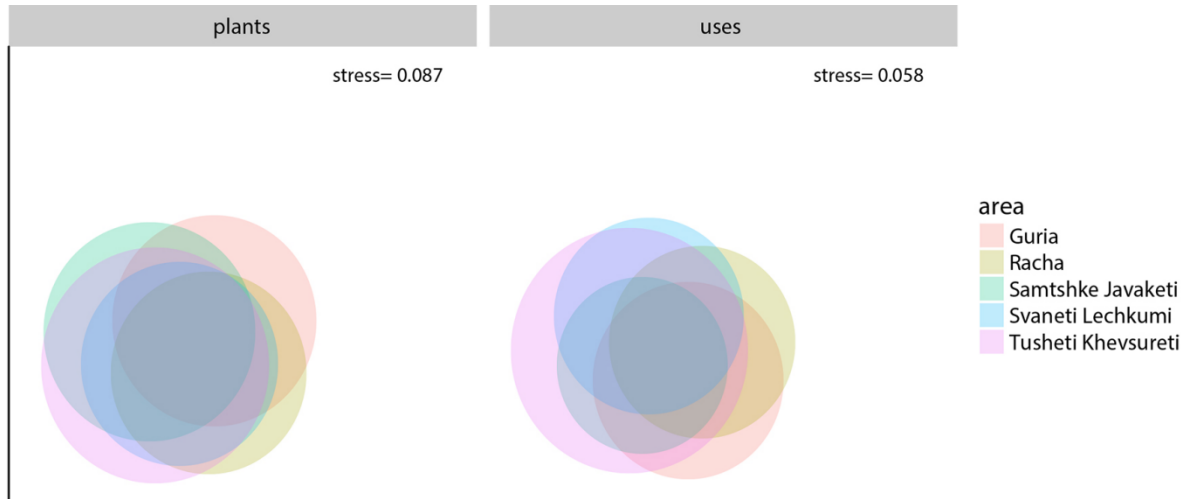 plants
uses
stress= 0.087
stress= 0.058
area
Guria
Racha
Samtshke Javaketi
Svaneti Lechkumi
Tusheti Khevsureti